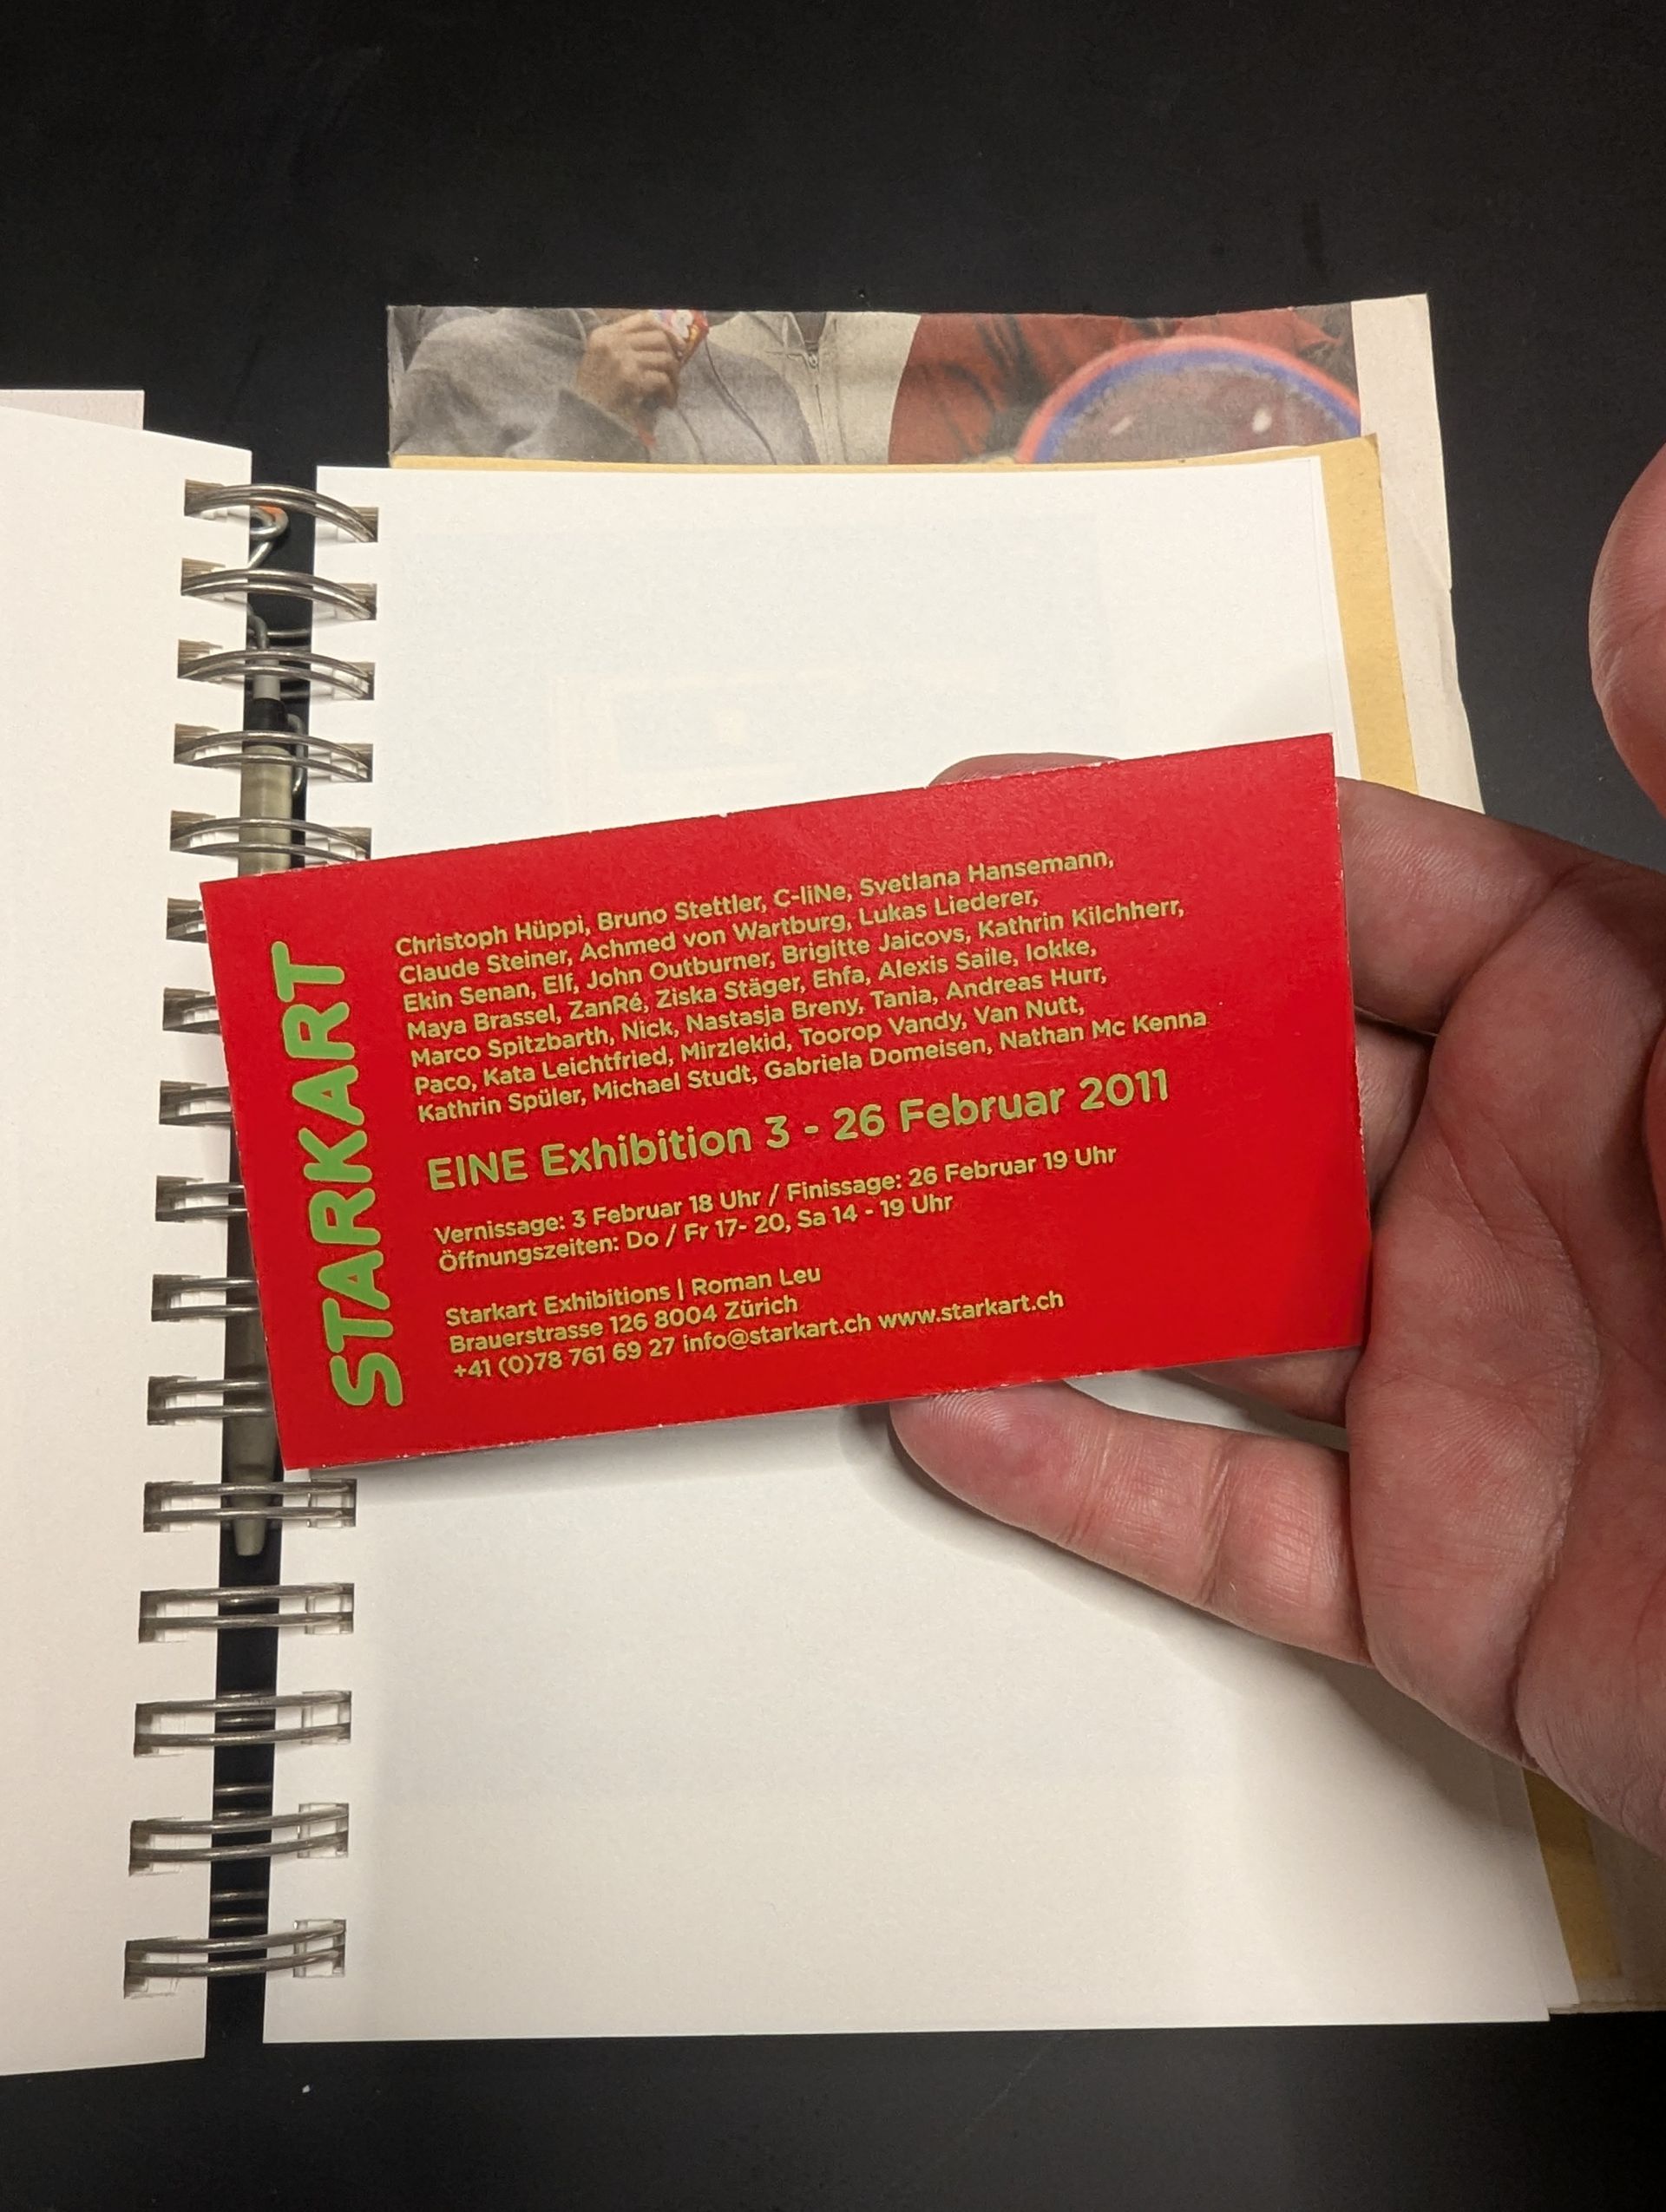 STARKART
Christoph Hüppi, Bruno Stettler, C-liNe, Svetlana Hansemann,
Claude Steiner, Achmed von Wartburg, Lukas Liederer,
Ekin Senan, Elf, John Outburner, Brigitte Jaicovs, Kathrin Kilchherr,
Maya Brassel, ZanRé, Ziska Stäger, Ehfa, Alexis Saile, Iokke,
Marco Spitzbarth, Nick, Nastasja Breny, Tania, Andreas Hurr,
Paco, Kata Leichtfried, Mirzlekid, Toorop Vandy, Van Nutt,
Kathrin Spüler, Michael Studt, Gabriela Domeisen, Nathan Mc Kenna
EINE Exhibition 3 - 26 Februar 2011
Vernissage: 3 Februar 18 Uhr / Finissage: 26 Februar 19 Uhr
Öffnungszeiten: Do / Fr 17- 20, Sa 14 - 19 Uhr
Starkart Exhibitions | Roman Leu
Brauerstrasse 126 8004 Zürich
+41 (0)78 761 69 27 info@starkart.ch www.starkart.ch